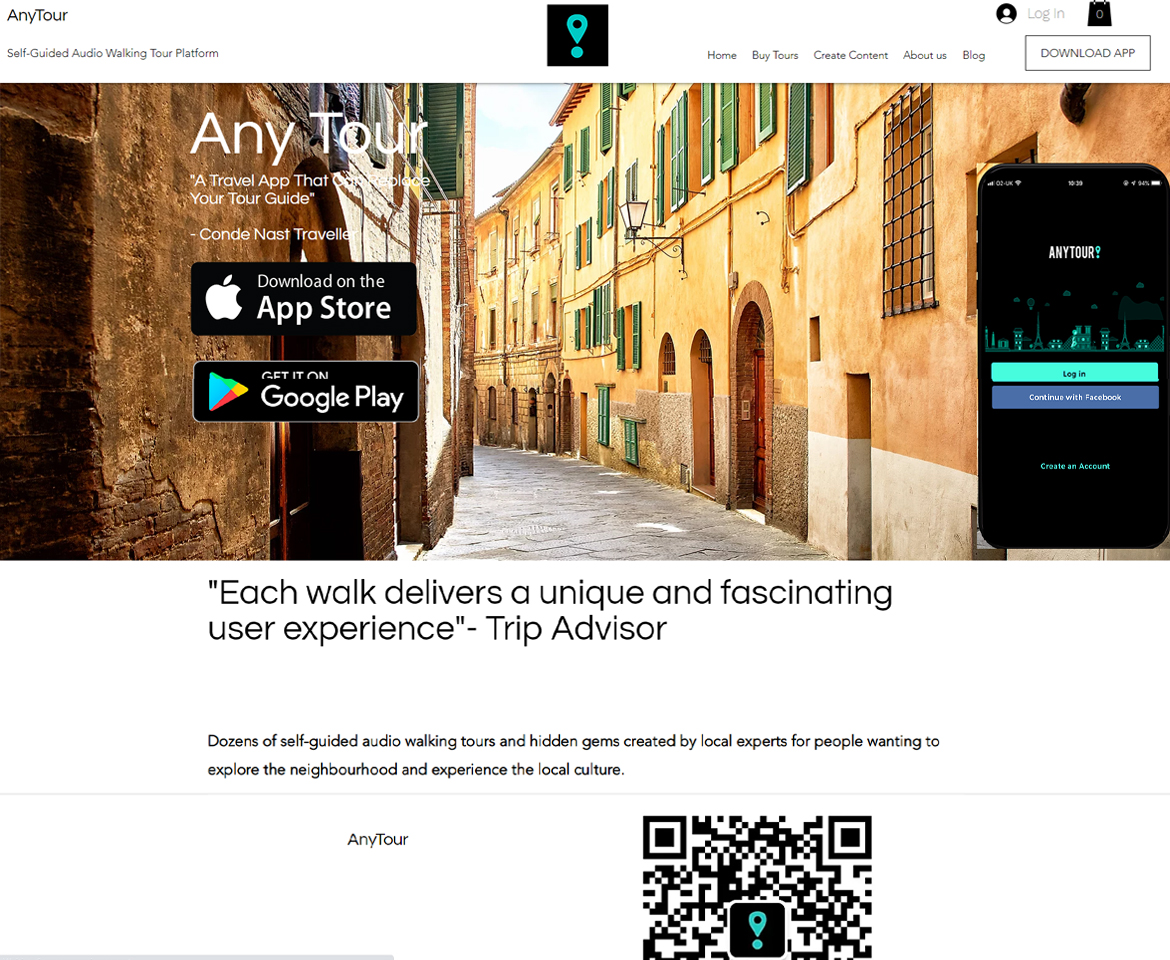 AnyTour
Log In
0
Self-Guided Audio Walking Tour Platform
Home
Buy Tours
Create Content
About us
Blog
DOWNLOAD APP
Any Tour
"A Travel App That Can Replace
Your Tour Guide"
- Conde Nast Traveller
Download on the
App Store
GET IT ON
Google Play
O2-UK
10:39
94%
ANYTOUR
Log in
Continue with Facebook
Create an Account
"Each walk delivers a unique and fascinating
user experience"- Trip Advisor
Dozens of self-guided audio walking tours and hidden gems created by local experts for people wanting to
explore the neighbourhood and experience the local culture.
AnyTour